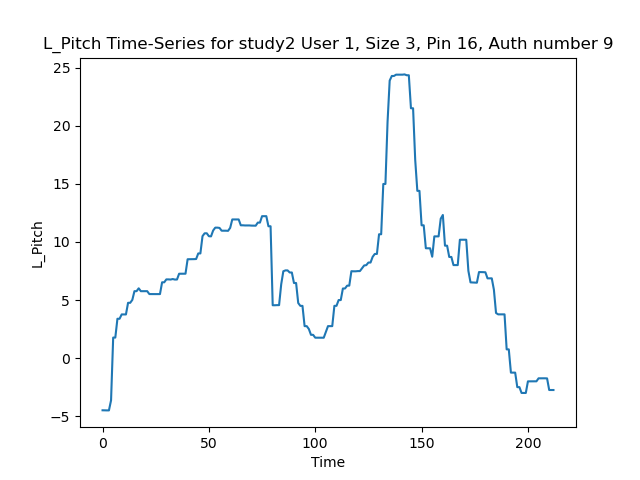 L_Pitch Time-Series for study2 User 1, Size 3, Pin 16, Auth number 9
25
20
15
10
5
0
−5
L_Pitch
0 50 100 150 200
Time